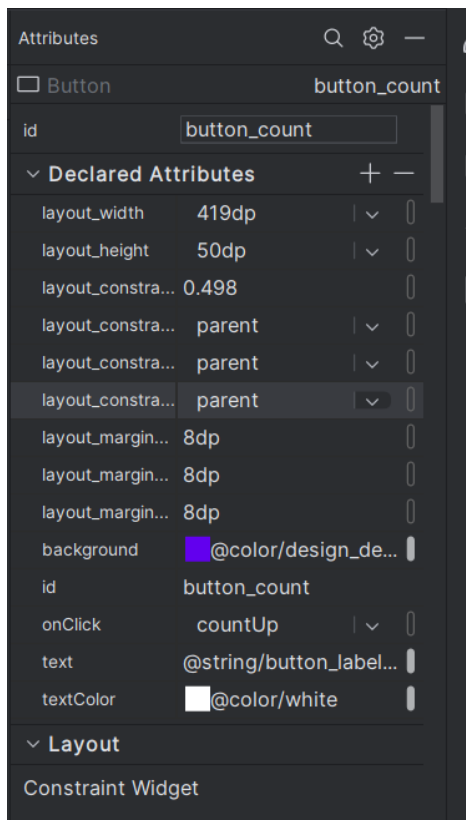 Attributes
Button button_count
id button_count
Declared Attributes
layout_width 419dp
layout_height 50dp
layout_constra... 0.498
layout_constra... parent
layout_constra... parent
layout_constra... parent
layout_margin... 8dp
layout_margin... 8dp
layout_margin... 8dp
background @color/design_de...
id button_count
onClick countUp
text @string/button_label...
textColor @color/white
Layout
Constraint Widget